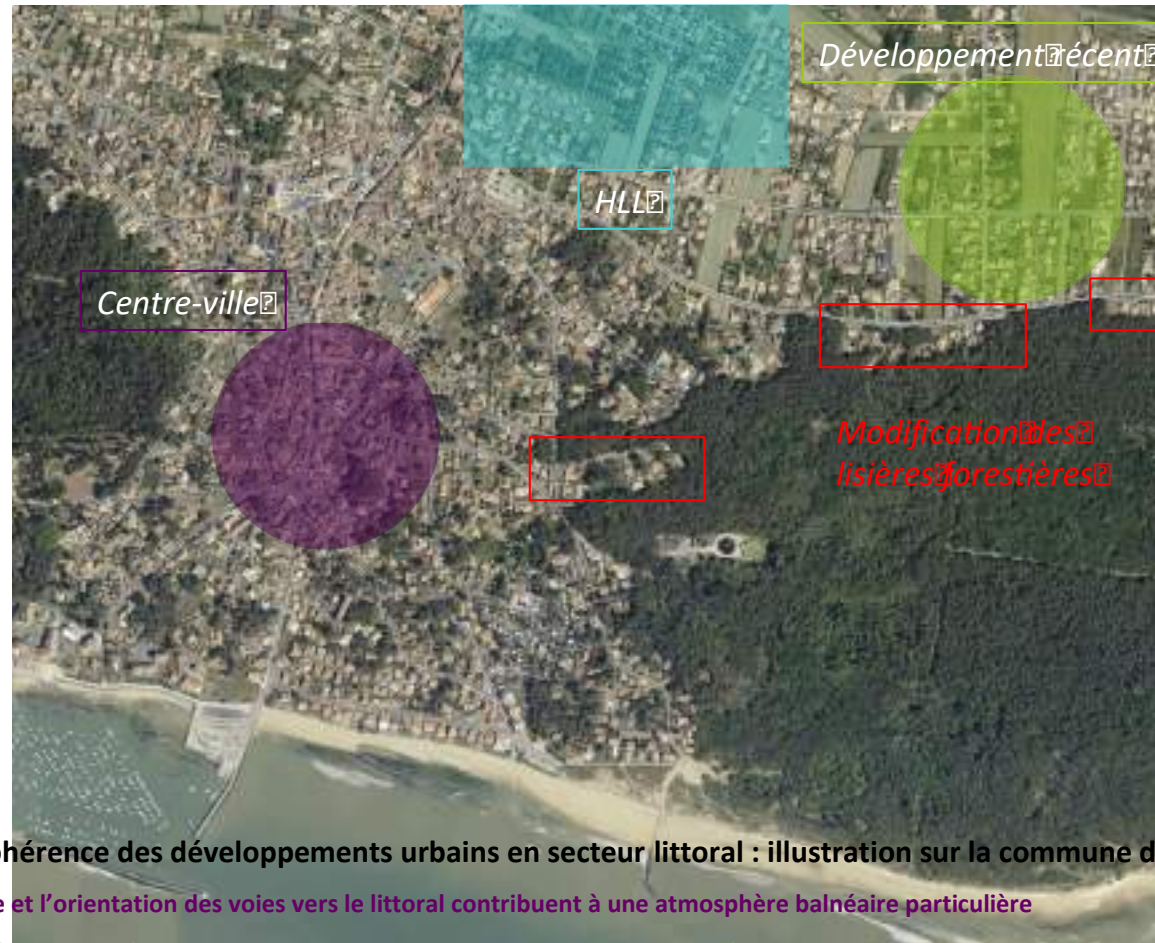 Développement récent
HLL
Centre-ville
Modification des
lisières forestières
hérence des développements urbains en secteur littoral : illustration sur la commune d
et l’orientation des voies vers le littoral contribuent à une atmosphère balnéaire particulière